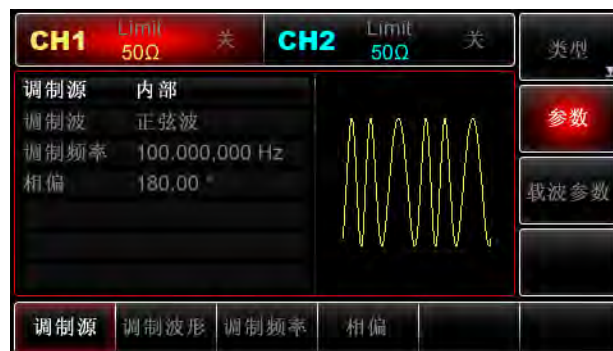 CH1 Limit 50Ω 关 CH2 Limit 50Ω 关
类型
调制源 内部
调制波 正弦波
调制频率 100.000,000 Hz
相偏 180.00 °
参数
载波参数
调制源 调制波形 调制频率 相偏